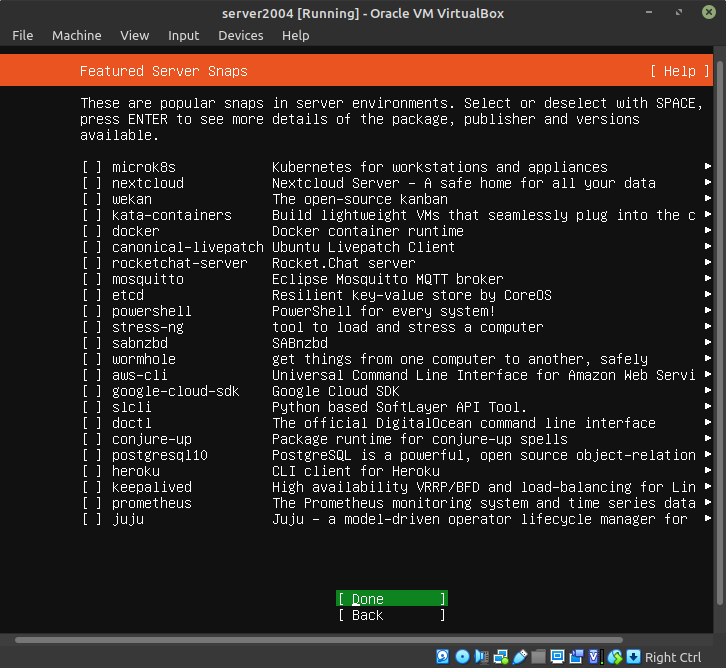 server2004 [Running] - Oracle VM VirtualBox
File Machine View Input Devices Help
Featured Server Snaps [ Help ]
These are popular snaps in server environments. Select or deselect with SPACE,
press ENTER to see more details of the package, publisher and versions
available.
[ ] microk8s Kubernetes for workstations and appliances ▸
[ ] nextcloud Nextcloud Server - A safe home for all your data ▸
[ ] wekan The open-source kanban ▸
[ ] kata-containers Build lightweight VMs that seamlessly plug into the c ▸
[ ] docker Docker container runtime ▸
[ ] canonical-livepatch Ubuntu Livepatch Client ▸
[ ] rocketchat-server Rocket.Chat server ▸
[ ] mosquitto Eclipse Mosquitto MQTT broker ▸
[ ] etcd Resilient key-value store by CoreOS ▸
[ ] powershell PowerShell for every system! ▸
[ ] stress-ng tool to load and stress a computer ▸
[ ] sabnzbd SABnzbd ▸
[ ] wormhole get things from one computer to another, safely ▸
[ ] aws-cli Universal Command Line Interface for Amazon Web Servi ▸
[ ] google-cloud-sdk Google Cloud SDK ▸
[ ] slcli Python based SoftLayer API Tool. ▸
[ ] doctl The official DigitalOcean command line interface ▸
[ ] conjure-up Package runtime for conjure-up spells ▸
[ ] postgresql10 PostgreSQL is a powerful, open source object-relation ▸
[ ] heroku CLI client for Heroku ▸
[ ] keepalived High availability VRRP/BFD and load-balancing for Lin ▸
[ ] prometheus The Prometheus monitoring system and time series data ▸
[ ] juju Juju - a model-driven operator lifecycle manager for ▸
[ Done ]
[ Back ]
Right Ctrl